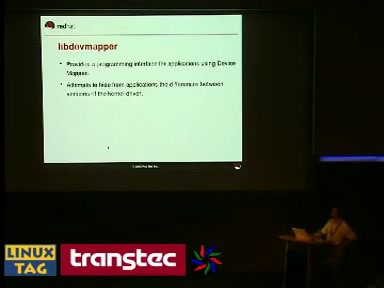 redhat
libdevmapper
• Provides a programming interface for applications using Device
Mapper.
• Attempts to hide from applications the differences between
versions of the kernel driver.
LINUX
TAG
transtec